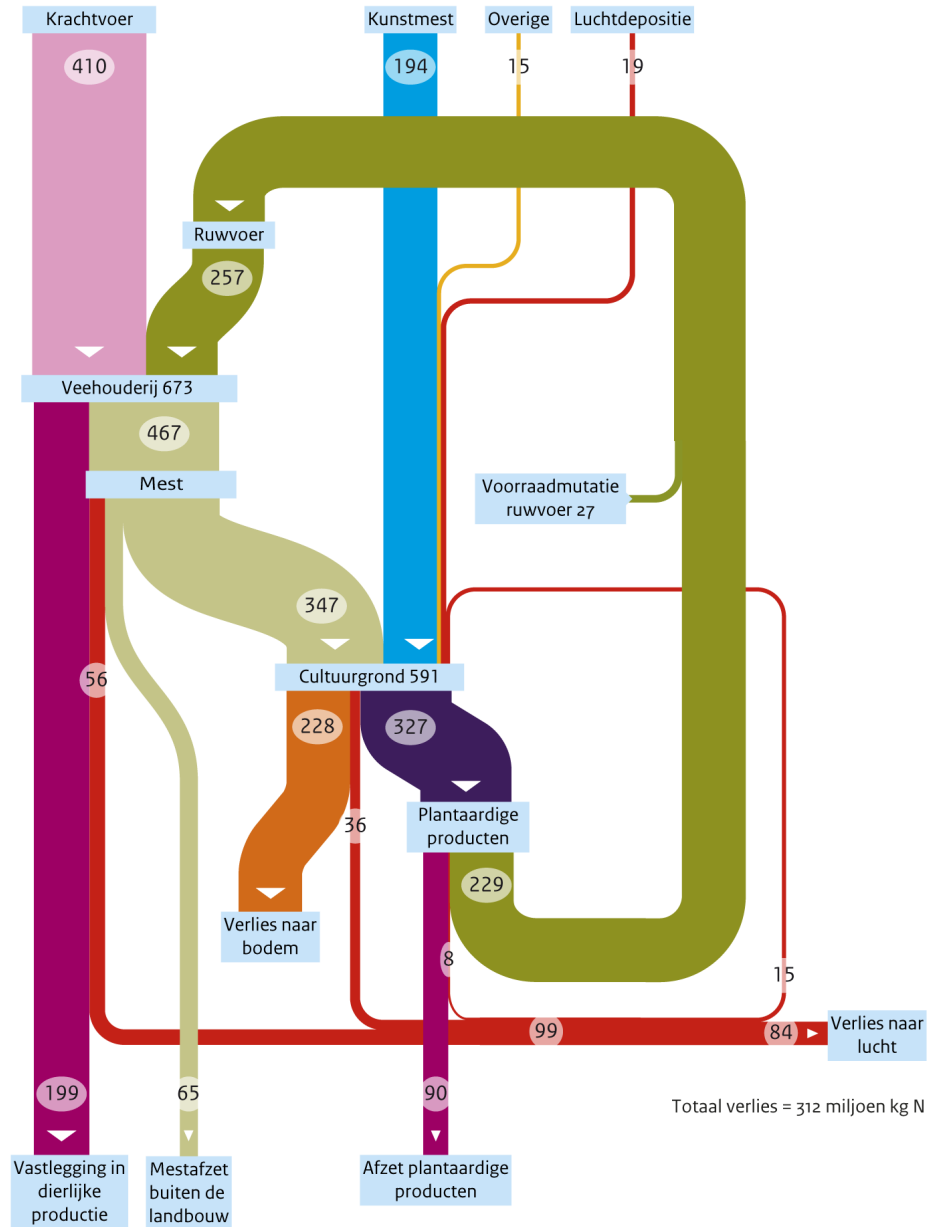 Krachtvoer
Kunstmest
Overige
Luchtdepositie
410
194
15
19
Ruwvoer
257
Veehouderij 673
467
Mest
Voorraadmutatie
ruwvoer 27
347
Cultuurgrond 591
56
228
327
36
Plantaardige
producten
229
Verlies naar
bodem
8
15
99
84
Verlies naar
lucht
199
65
90
Totaal verlies = 312 miljoen kg N
Vastlegging in
dierlijke
productie
Mestafzet
buiten de
landbouw
Afzet plantaardige
producten